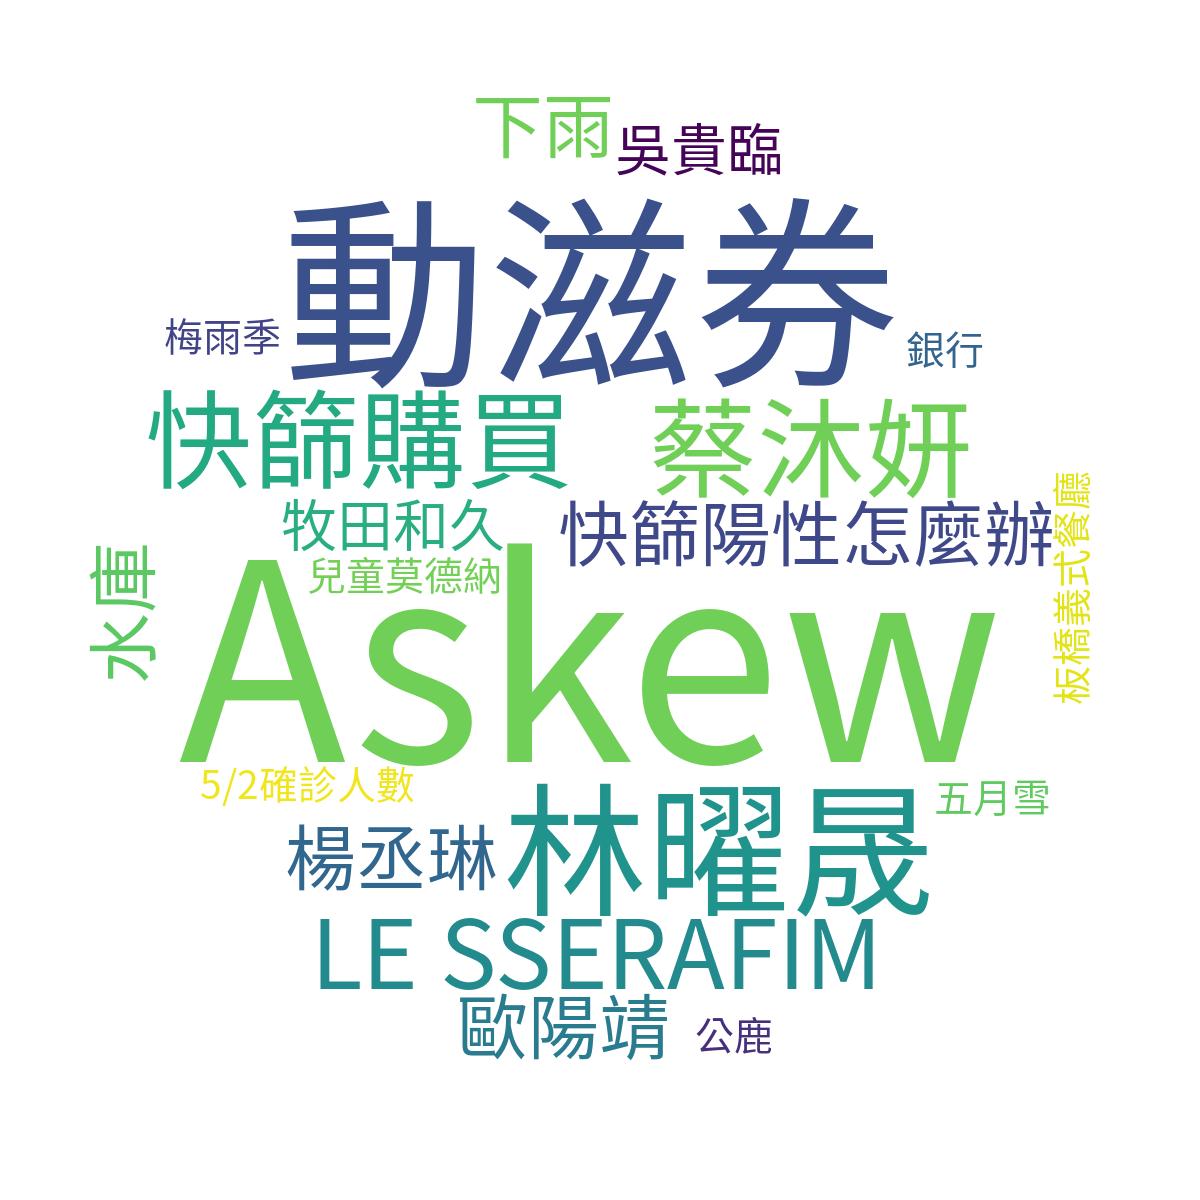 下雨
吳貴臨
動滋券
梅雨季
銀行
快篩購買
蔡沐妍
牧田和久
快篩陽性怎麼辦
板橋義式餐廳
兒童莫德納
水庫
Askew
5/2確診人數
五月雪
林曜晟
楊丞琳
LE SSERAFIM
歐陽靖
公鹿